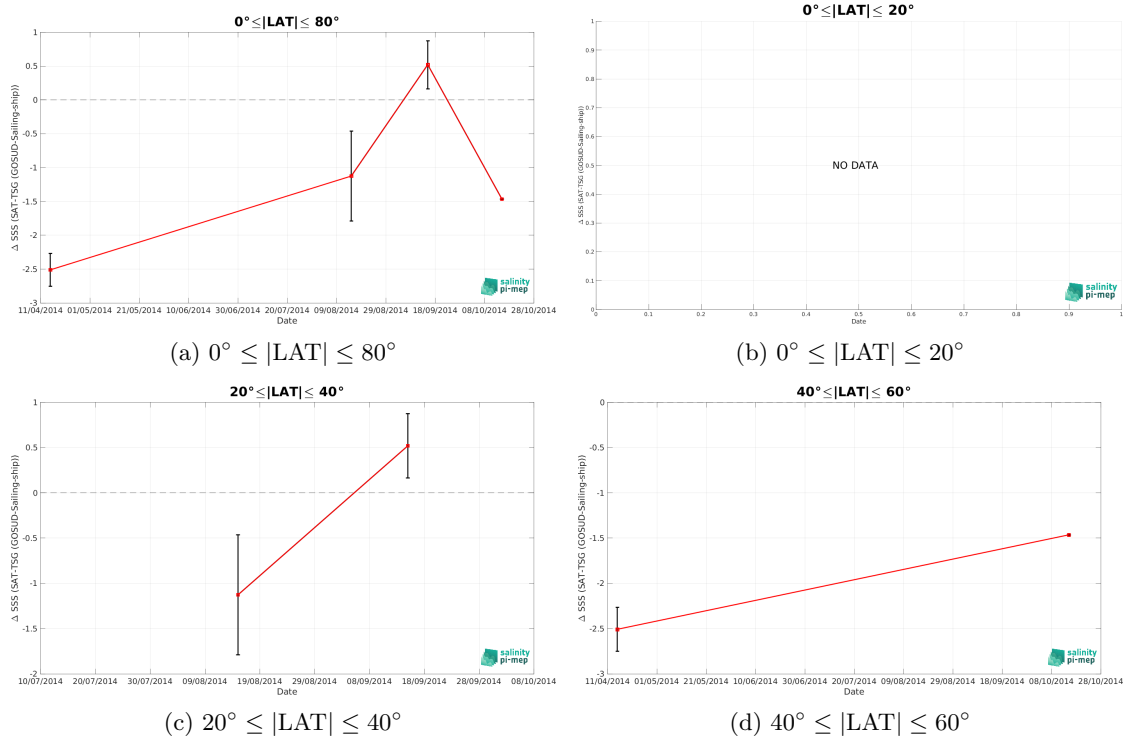 0°≤|LAT|≤ 80°
Δ SSS (SAT-TSG (GOSUD-Sailing-ship))
1
0.5
0
-0.5
-1
-1.5
-2
-2.5
-3
11/04/2014 01/05/2014 21/05/2014 10/06/2014 30/06/2014 20/07/2014 09/08/2014 29/08/2014 18/09/2014 08/10/2014 28/10/2014
Date
salinity
pi-mep
(a) 0° ≤ |LAT| ≤ 80°
0°≤|LAT|≤ 20°
Δ SSS (SAT-TSG (GOSUD-Sailing-ship))
1
0.9
0.8
0.7
0.6
0.5
0.4
0.3
0.2
0.1
0
NO DATA
0 0.1 0.2 0.3 0.4 0.5 0.6 0.7 0.8 0.9 1
Date
salinity
pi-mep
(b) 0° ≤ |LAT| ≤ 20°
20°≤|LAT|≤ 40°
Δ SSS (SAT-TSG (GOSUD-Sailing-ship))
1
0.5
0
-0.5
-1
-1.5
-2
10/07/2014 20/07/2014 30/07/2014 09/08/2014 19/08/2014 29/08/2014 08/09/2014 18/09/2014 28/09/2014 08/10/2014
Date
salinity
pi-mep
(c) 20° ≤ |LAT| ≤ 40°
40°≤|LAT|≤ 60°
Δ SSS (SAT-TSG (GOSUD-Sailing-ship))
0
-0.5
-1
-1.5
-2
-2.5
-3
11/04/2014 01/05/2014 21/05/2014 10/06/2014 30/06/2014 20/07/2014 09/08/2014 29/08/2014 18/09/2014 08/10/2014 28/10/2014
Date
salinity
pi-mep
(d) 40° ≤ |LAT| ≤ 60°